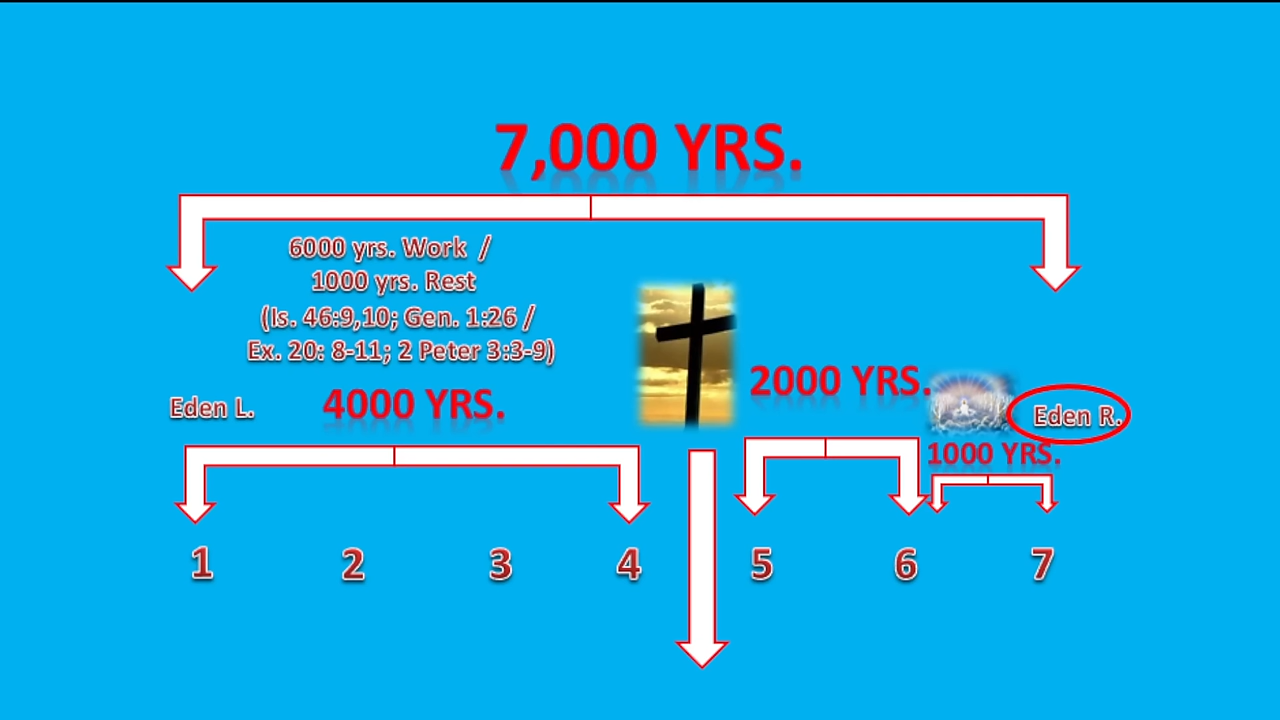 7,000 YRS.
6000 yrs. Work /
1000 yrs. Rest
(Is. 46:9,10; Gen. 1:26 /
Ex. 20: 8-11; 2 Peter 3:3-9)
Eden L.
4000 YRS.
2000 YRS.
Eden R.
1000 YRS.
1 2 3 4 5 6 7